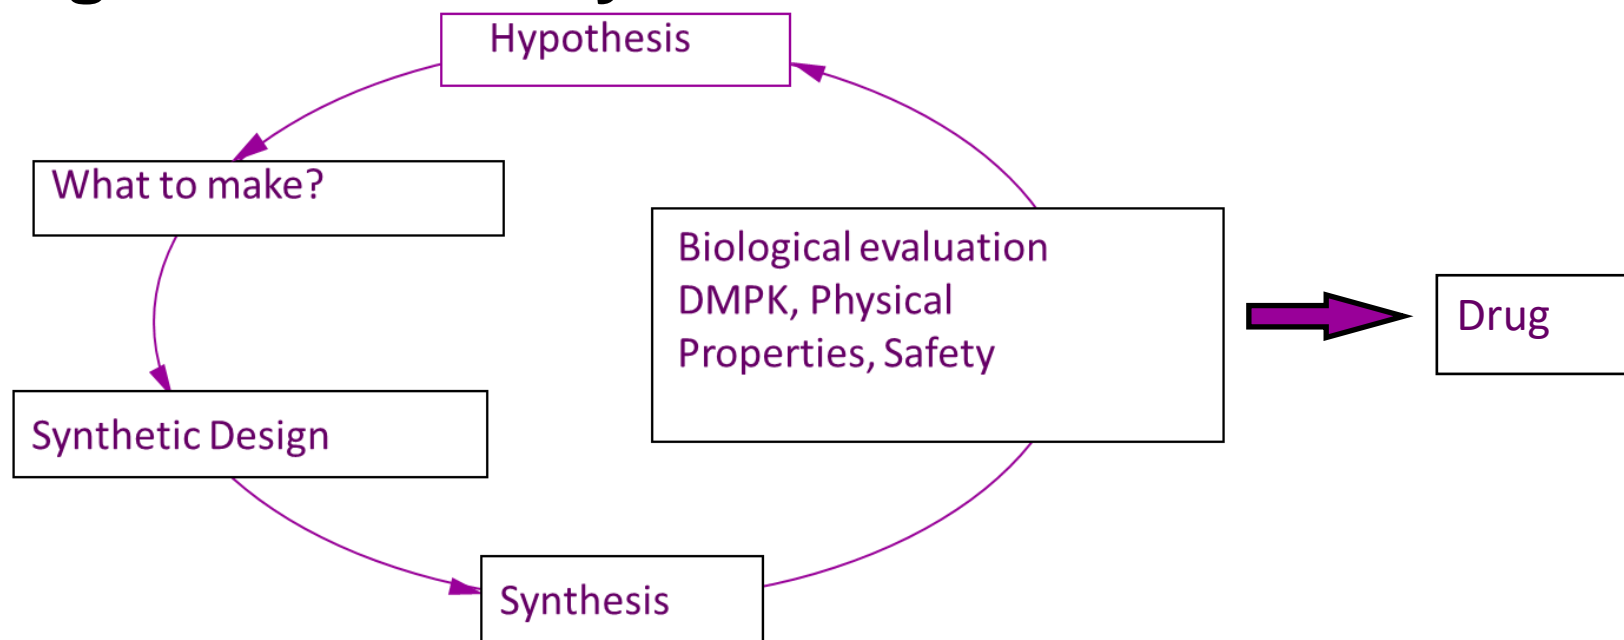 Hypothesis
What to make?
Biological evaluation
DMPK, Physical
Properties, Safety
Drug
Synthetic Design
Synthesis